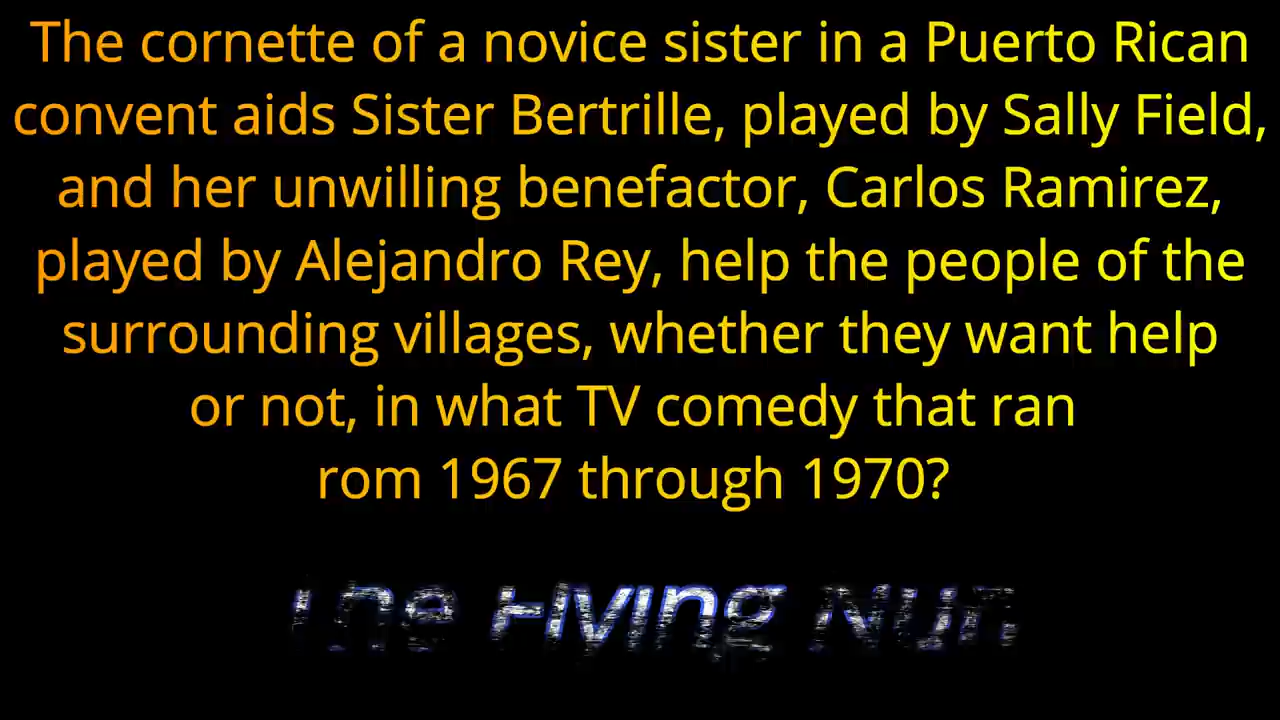 The cornette of a novice sister in a Puerto Rican
convent aids Sister Bertrille, played by Sally Field,
and her unwilling benefactor, Carlos Ramirez,
played by Alejandro Rey, help the people of the
surrounding villages, whether they want help
or not, in what TV comedy that ran
rom 1967 through 1970?
The Flying Nun